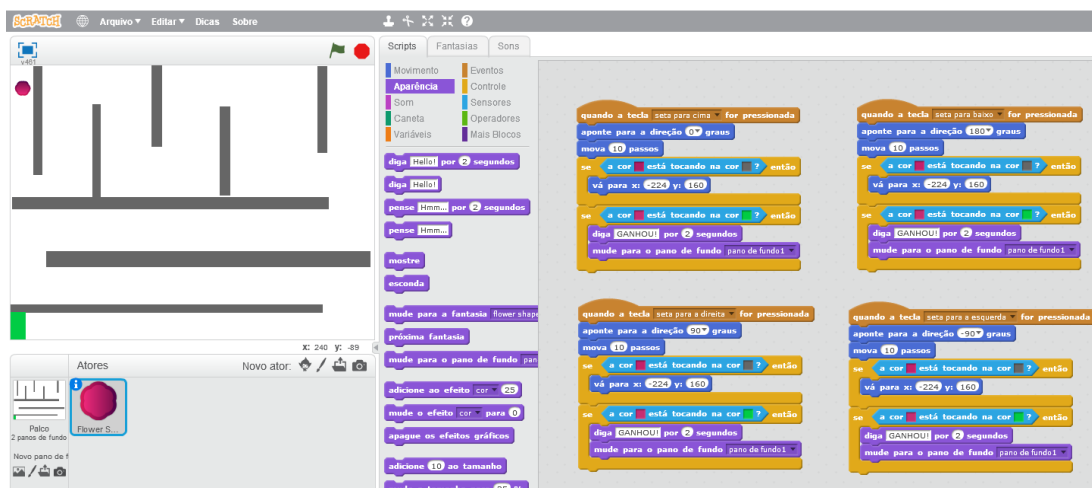 SCRATCH
Arquivo Editar Dicas Sobre
v461
x: 240 y: -89
Atores
Novo ator:
Palco
2 panos de fundo
Novo pano de f
Flower S...
Scripts Fantasias Sons
Movimento Eventos
Aparência Controle
Som Sensores
Caneta Operadores
Variáveis Mais Blocos
diga Hello! por 2 segundos
diga Hello!
pense Hmm... por 2 segundos
pense Hmm...
mostre
esconda
mude para a fantasia flower shape
próxima fantasia
mude para o pano de fundo pan
adicione ao efeito cor 25
mude o efeito cor para 0
apague os efeitos gráficos
adicione 10 ao tamanho
quando a tecla seta para cima for pressionada
aponte para a direção 0 graus
mova 10 passos
se a cor está tocando na cor ? então
vá para x: -224 y: 160
se a cor está tocando na cor ? então
diga GANHOU! por 2 segundos
mude para o pano de fundo pano de fundo1
quando a tecla seta para baixo for pressionada
aponte para a direção 180 graus
mova 10 passos
se a cor está tocando na cor ? então
vá para x: -224 y: 160
se a cor está tocando na cor ? então
diga GANHOU! por 2 segundos
mude para o pano de fundo pano de fundo1
quando a tecla seta para a direita for pressionada
aponte para a direção 90 graus
mova 10 passos
se a cor está tocando na cor ? então
vá para x: -224 y: 160
se a cor está tocando na cor ? então
diga GANHOU! por 2 segundos
mude para o pano de fundo pano de fundo1
quando a tecla seta para a esquerda for pressionada
aponte para a direção -90 graus
mova 10 passos
se a cor está tocando na cor ? então
vá para x: -224 y: 160
se a cor está tocando na cor ? então
diga GANHOU! por 2 segundos
mude para o pano de fundo pano de fundo1